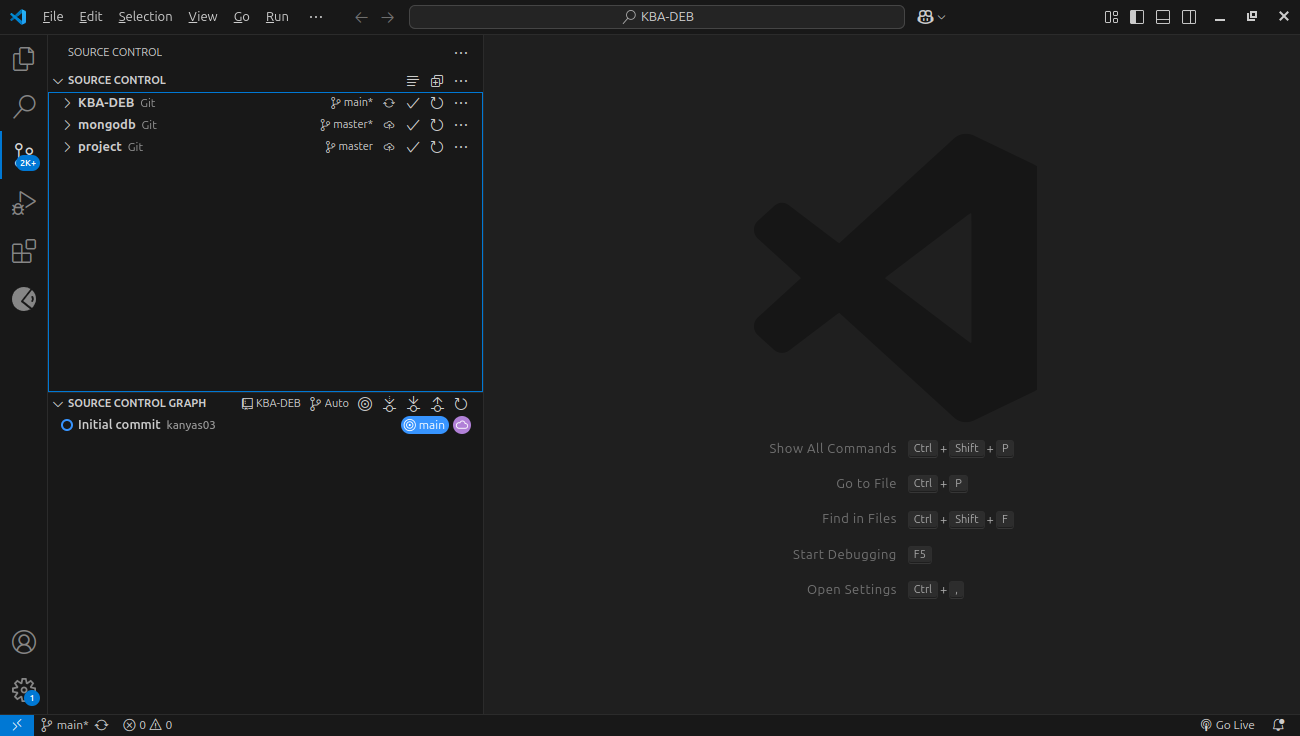 File Edit Selection View Go Run ··· KBA-DEB
SOURCE CONTROL
SOURCE CONTROL
KBA-DEB Git main*
mongodb Git master*
project Git master
2K+
SOURCE CONTROL GRAPH KBA-DEB Auto
Initial commit kanyas03 main
Show All Commands Ctrl + Shift + P
Go to File Ctrl + P
Find in Files Ctrl + Shift + F
Start Debugging F5
Open Settings Ctrl + ,
1
main* 0 0 Go Live